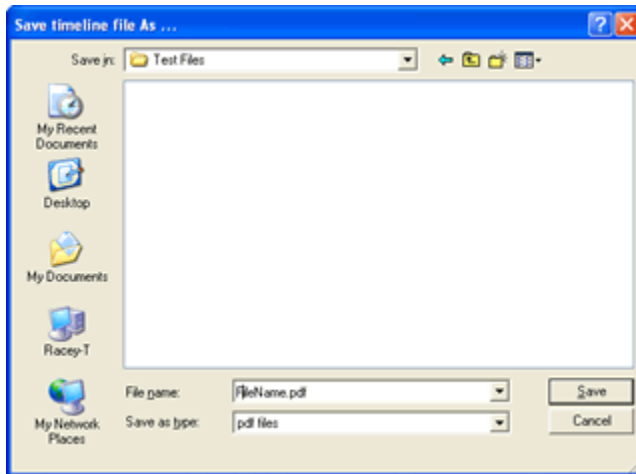 Save timeline file As ...
Save in: Test Files
My Recent
Documents
Desktop
My Documents
Racey-T
My Network
Places
File name: FileName.pdf
Save
Save as type: pdf files
Cancel